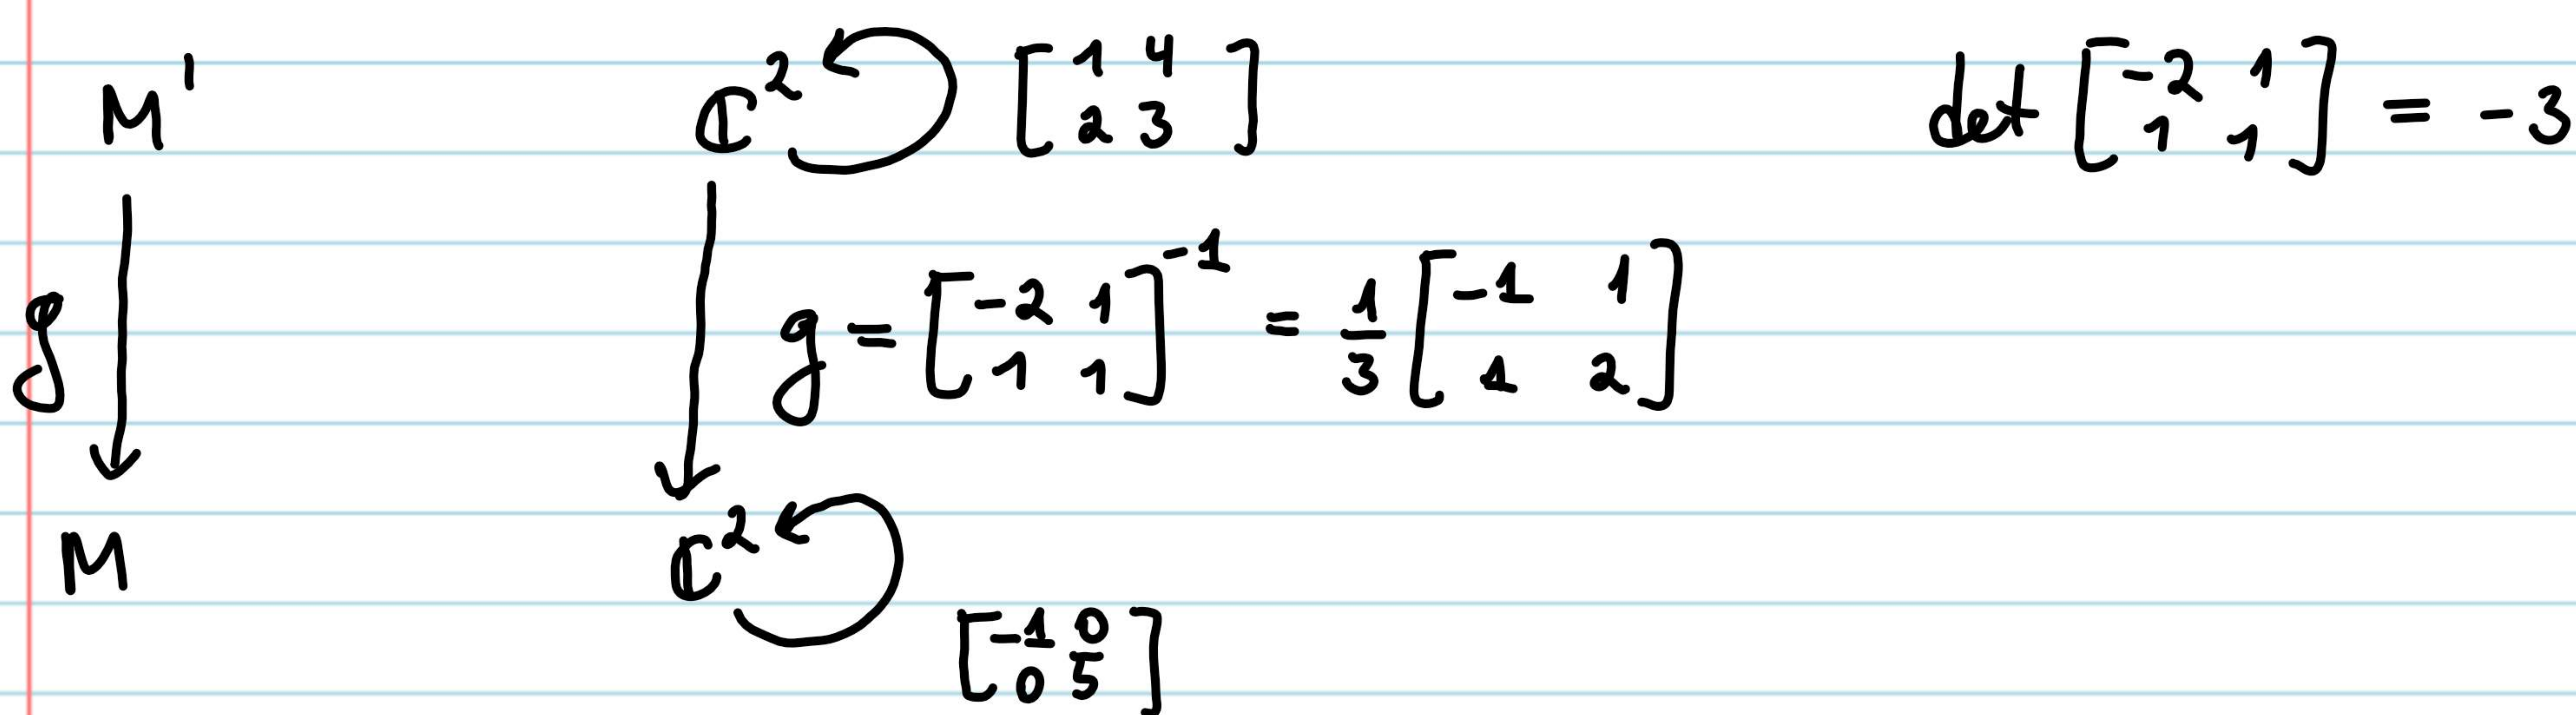 M' ℂ² [1 4; 2 3] det [-2 1; 1 1] = -3
g g = [-2 1; 1 1]⁻¹ = 1/3 [-1 1; 1 2]
M ℂ² [-1 0; 0 5]